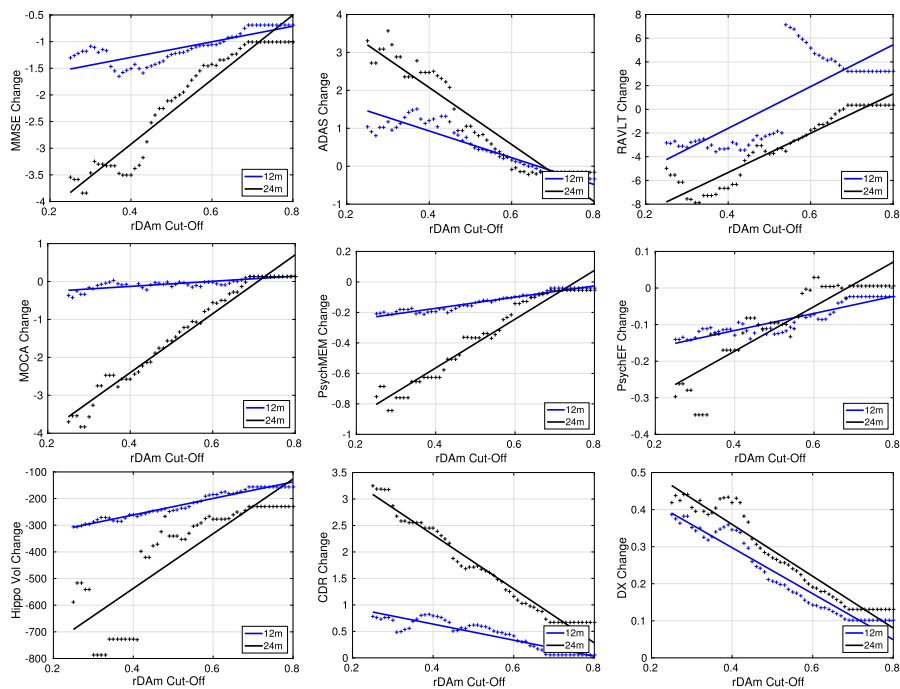 -0.5
-1
-1.5
-2
-2.5
-3
-3.5
-4
MMSE Change
0.2 0.4 0.6 0.8
rDAm Cut-Off
12m
24m
4
3
2
1
0
-1
ADAS Change
0.2 0.4 0.6 0.8
rDAm Cut-Off
12m
24m
8
6
4
2
0
-2
-4
-6
-8
RAVLT Change
0.2 0.4 0.6 0.8
rDAm Cut-Off
12m
24m
1
0
-1
-2
-3
-4
MOCA Change
0.2 0.4 0.6 0.8
rDAm Cut-Off
12m
24m
0.2
0
-0.2
-0.4
-0.6
-0.8
-1
PsychMEM Change
0.2 0.4 0.6 0.8
rDAm Cut-Off
12m
24m
0.1
0
-0.1
-0.2
-0.3
-0.4
PsychEF Change
0.2 0.4 0.6 0.8
rDAm Cut-Off
12m
24m
-100
-200
-300
-400
-500
-600
-700
-800
Hippo Vol Change
0.2 0.4 0.6 0.8
rDAm Cut-Off
12m
24m
3.5
3
2.5
2
1.5
1
0.5
0
CDR Change
0.2 0.4 0.6 0.8
rDAm Cut-Off
12m
24m
0.5
0.4
0.3
0.2
0.1
0
DX Change
0.2 0.4 0.6 0.8
rDAm Cut-Off
12m
24m